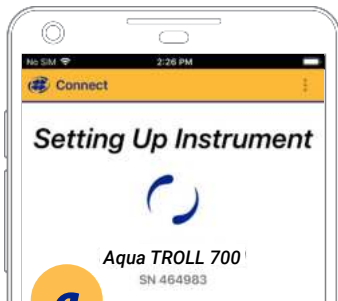 No SIM 2:26 PM
Connect
Setting Up Instrument
Aqua TROLL 700
SN 464983